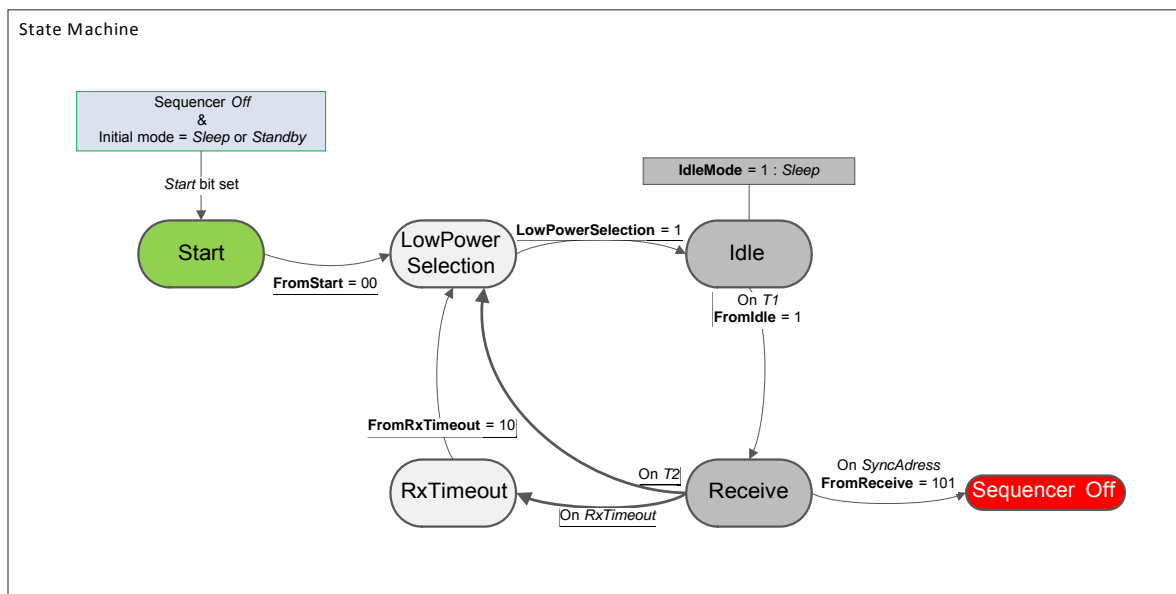 State Machine
Sequencer Off
&
Initial mode = Sleep or Standby
IdleMode = 1 : Sleep
Start bit set
Start
LowPower
Selection
LowPowerSelection = 1
Idle
FromStart = 00
On T1
FromIdle = 1
FromRxTimeout = 10
RxTimeout
On T2
On RxTimeout
Receive
On SyncAdress
FromReceive = 101
Sequencer Off